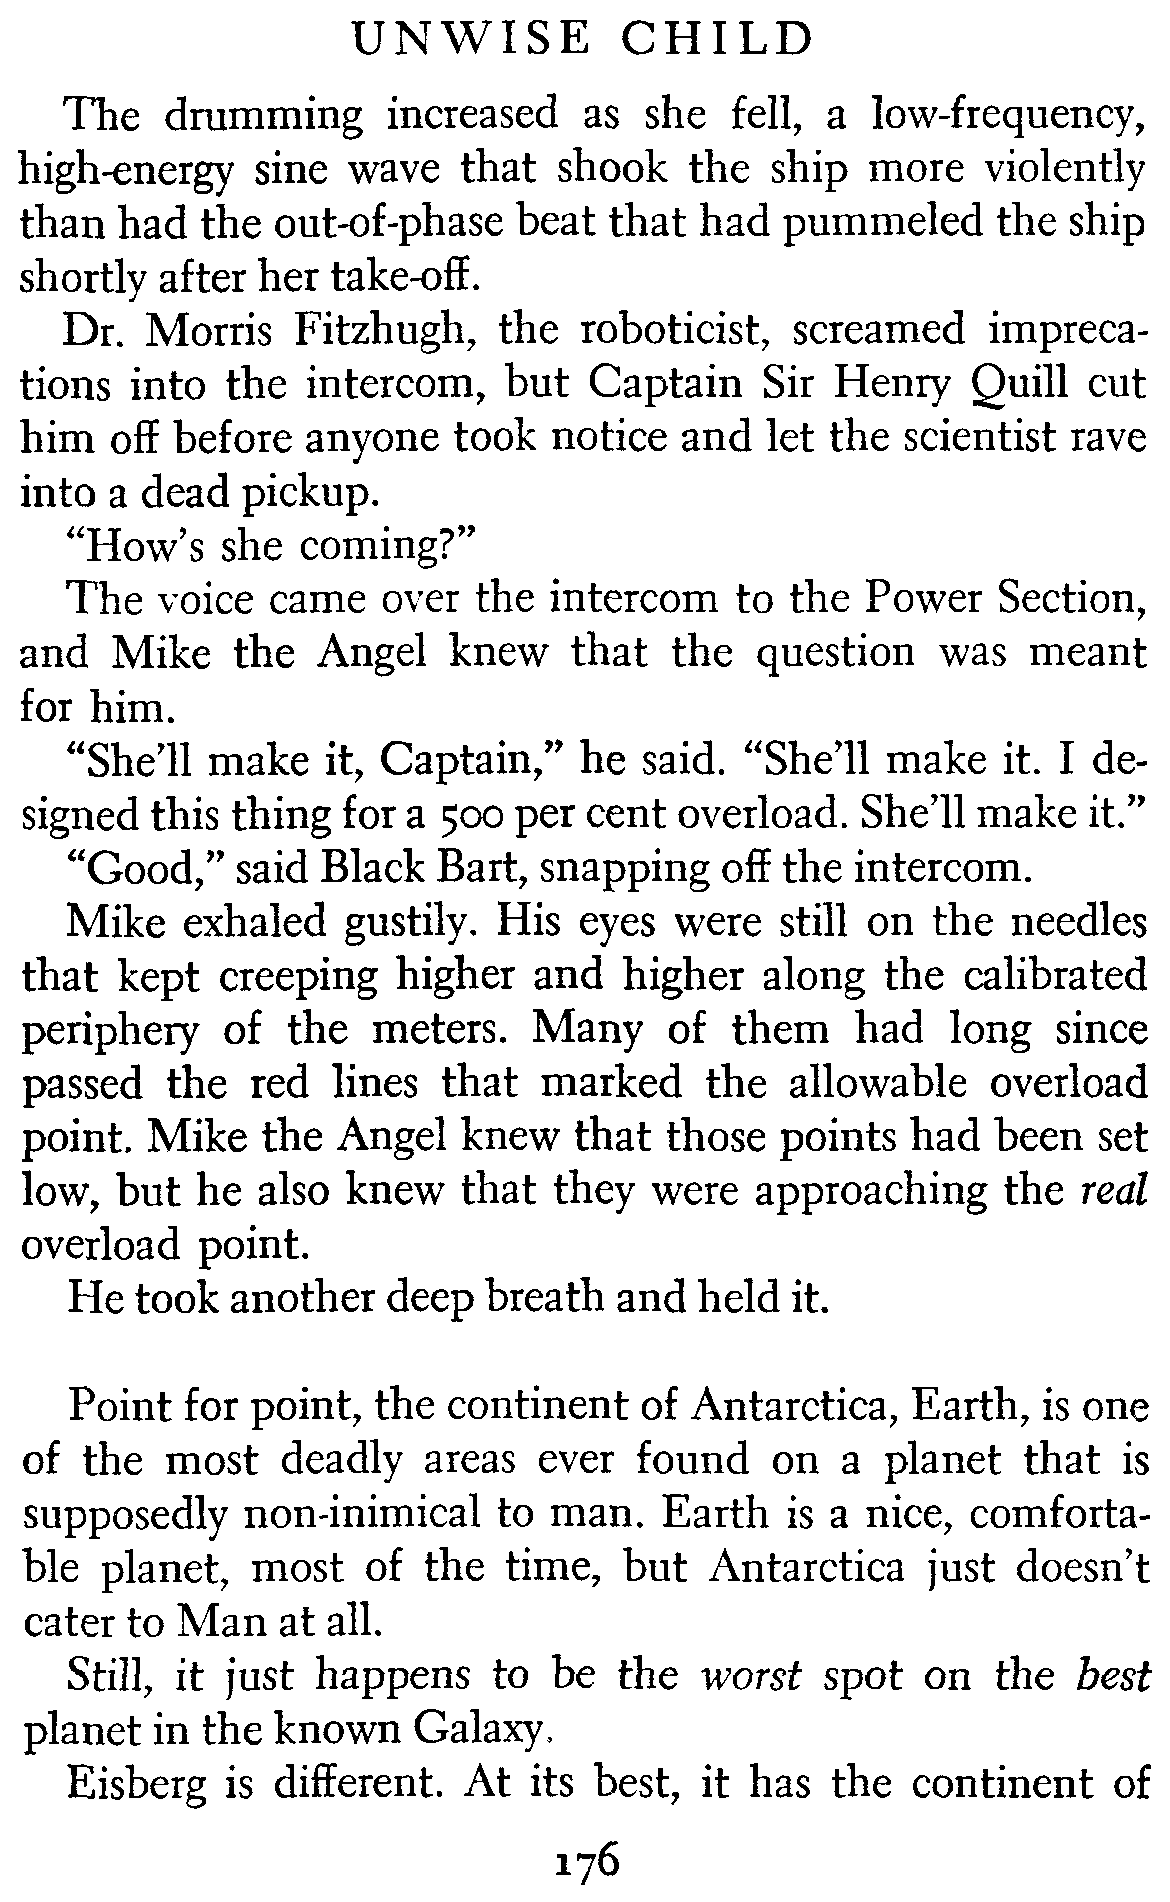 UNWISE CHILD
The drumming increased as she fell, a low-frequency,
high-energy sine wave that shook the ship more violently
than had the out-of-phase beat that had pummeled the ship
shortly after her take-off.
Dr. Morris Fitzhugh, the roboticist, screamed impreca-
tions into the intercom, but Captain Sir Henry Quill cut
him off before anyone took notice and let the scientist rave
into a dead pickup.
“How’s she coming?”
The voice came over the intercom to the Power Section,
and Mike the Angel knew that the question was meant
for him.
“She’ll make it, Captain,” he said. “She’ll make it. I de-
signed this thing for a 500 per cent overload. She’ll make it.”
“Good,” said Black Bart, snapping off the intercom.
Mike exhaled gustily. His eyes were still on the needles
that kept creeping higher and higher along the calibrated
periphery of the meters. Many of them had long since
passed the red lines that marked the allowable overload
point. Mike the Angel knew that those points had been set
low, but he also knew that they were approaching the real
overload point.
He took another deep breath and held it.
Point for point, the continent of Antarctica, Earth, is one
of the most deadly areas ever found on a planet that is
supposedly non-inimical to man. Earth is a nice, comforta-
ble planet, most of the time, but Antarctica just doesn’t
cater to Man at all.
Still, it just happens to be the worst spot on the best
planet in the known Galaxy.
Eisberg is different. At its best, it has the continent of
176